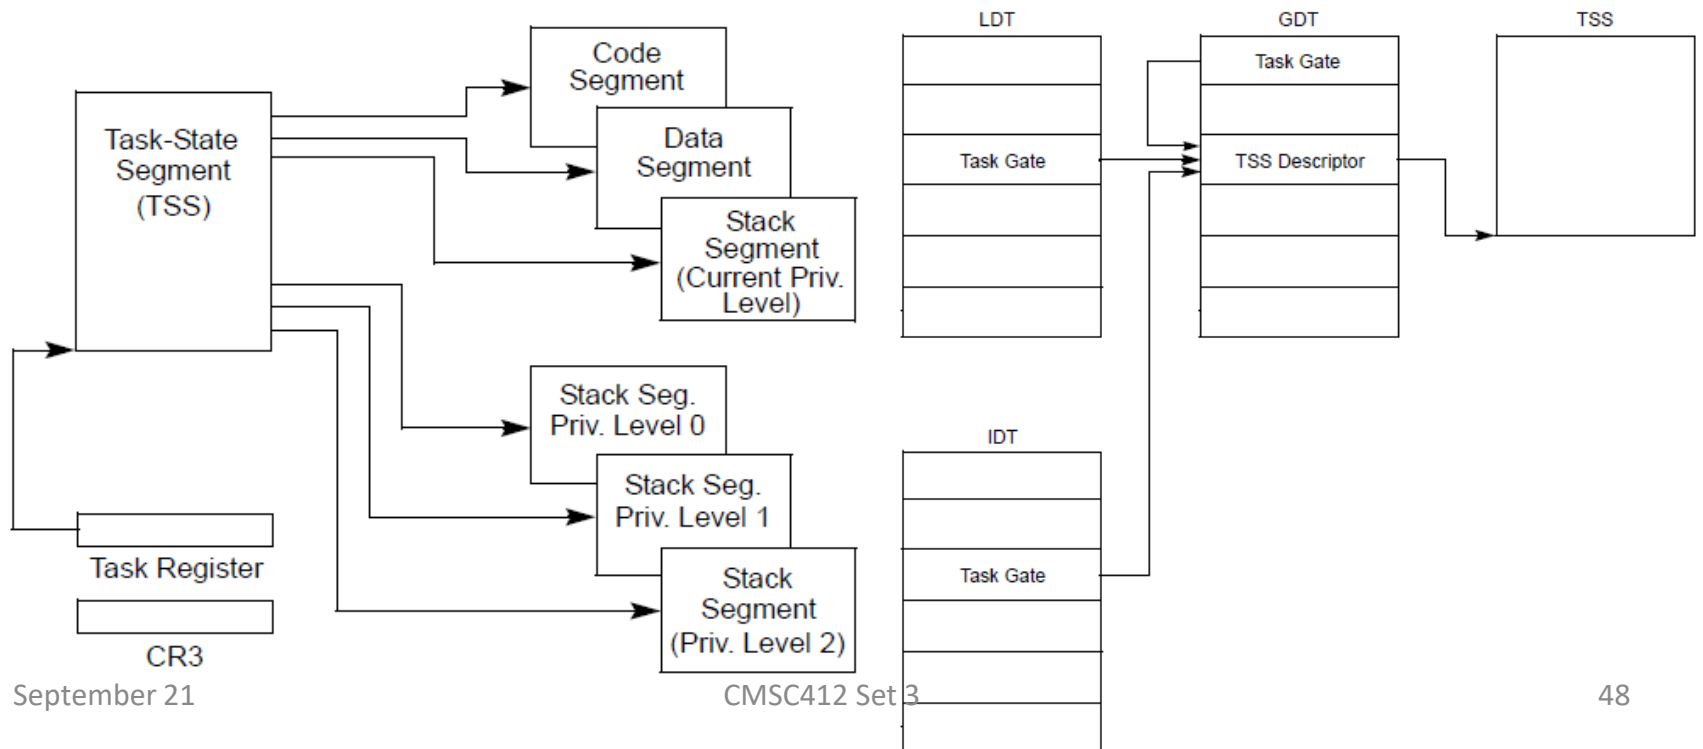 Code
Segment
Task-State
Segment
(TSS)
Data
Segment
Stack
Segment
(Current Priv.
Level)
Stack Seg.
Priv. Level 0
Stack Seg.
Priv. Level 1
Stack
Segment
(Priv. Level 2)
Task Register
CR3
LDT
GDT
TSS
Task Gate
Task Gate
TSS Descriptor
IDT
Task Gate
September 21
CMSC412 Set 3
48